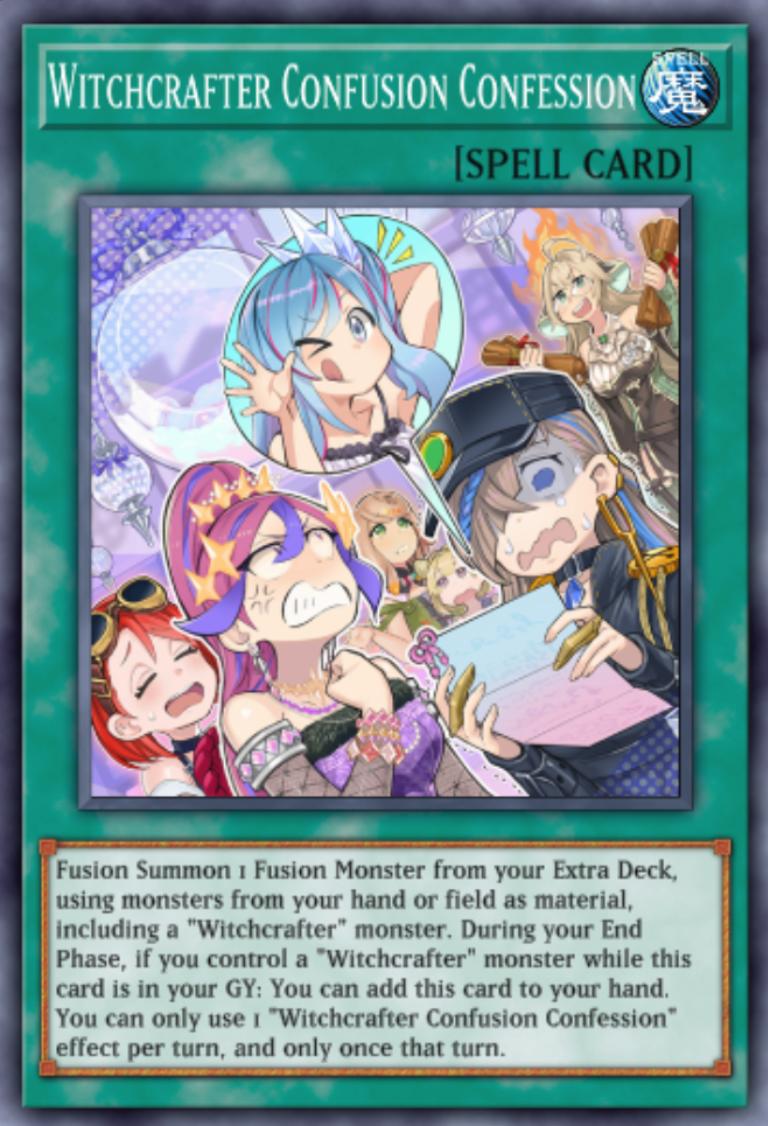 Witchcrafter Confusion Confession
SPELL
魔
[SPELL CARD]
Fusion Summon 1 Fusion Monster from your Extra Deck,
using monsters from your hand or field as material,
including a "Witchcrafter" monster. During your End
Phase, if you control a "Witchcrafter" monster while this
card is in your GY: You can add this card to your hand.
You can only use 1 "Witchcrafter Confusion Confession"
effect per turn, and only once that turn.